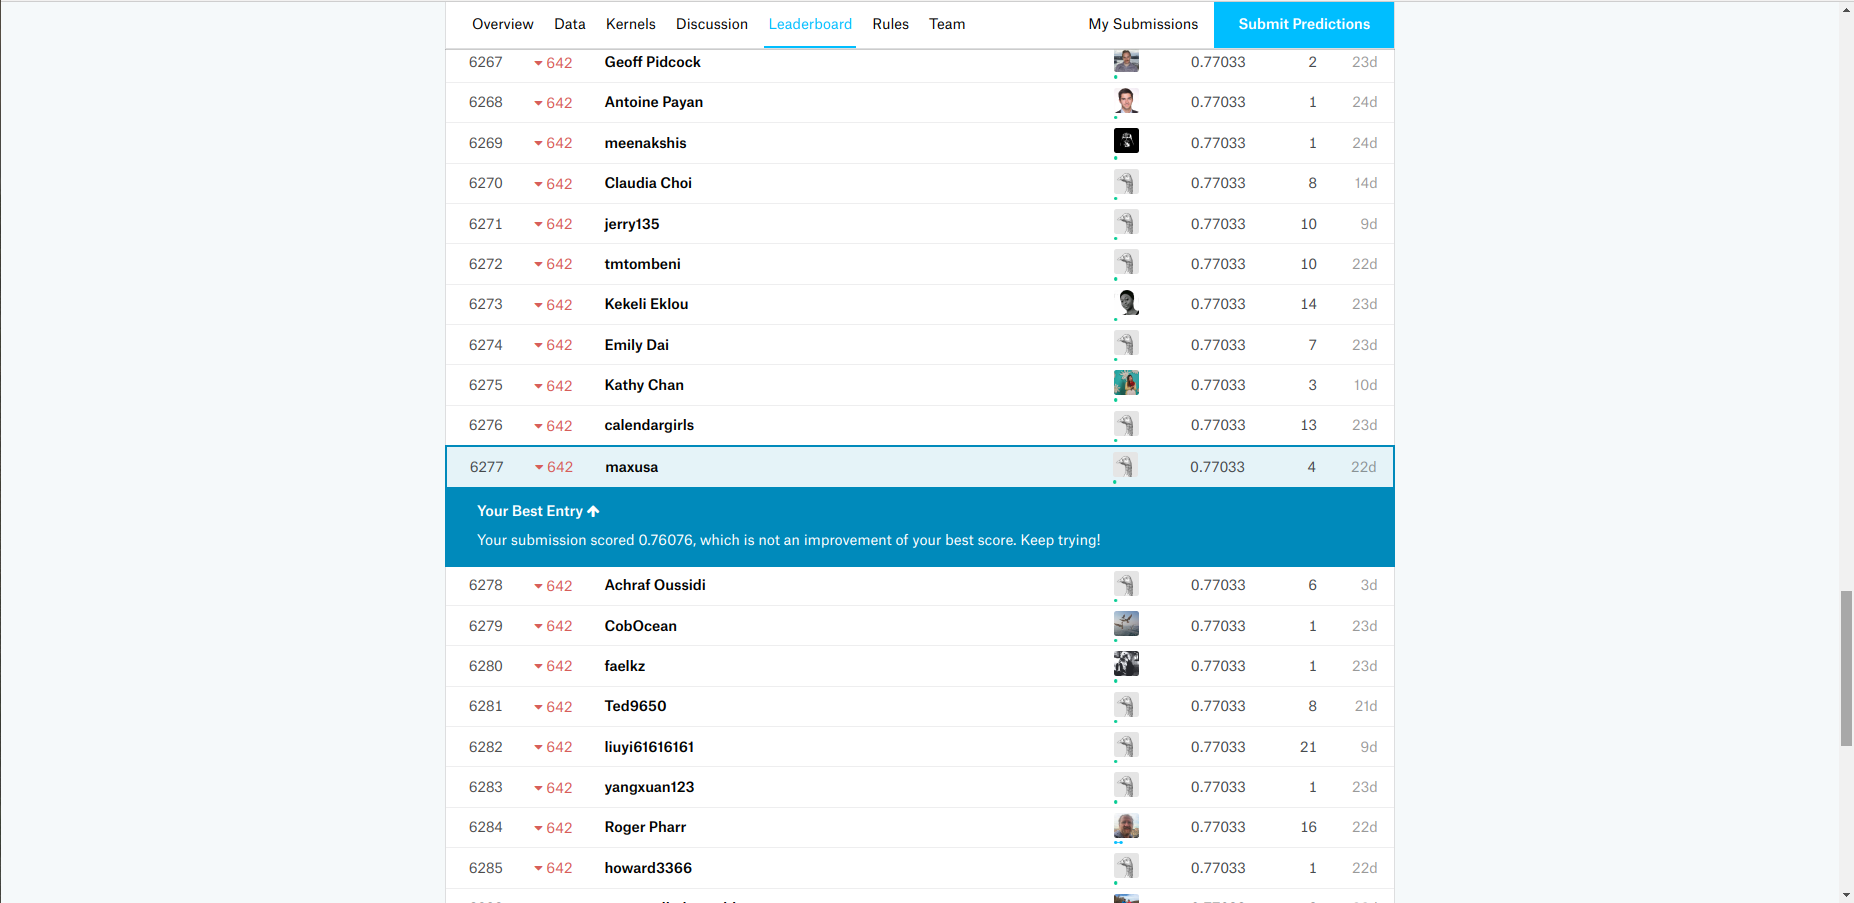 Overview Data Kernels Discussion Leaderboard Rules Team My Submissions Submit Predictions
6267 642 Geoff Pidcock 0.77033 2 23d
6268 642 Antoine Payan 0.77033 1 24d
6269 642 meenakshis 0.77033 1 24d
6270 642 Claudia Choi 0.77033 8 14d
6271 642 jerry135 0.77033 10 9d
6272 642 tmtombeni 0.77033 10 22d
6273 642 Kekeli Eklou 0.77033 14 23d
6274 642 Emily Dai 0.77033 7 23d
6275 642 Kathy Chan 0.77033 3 10d
6276 642 calendargirls 0.77033 13 23d
6277 642 maxusa 0.77033 4 22d
Your Best Entry
Your submission scored 0.76076, which is not an improvement of your best score. Keep trying!
6278 642 Achraf Oussidi 0.77033 6 3d
6279 642 CobOcean 0.77033 1 23d
6280 642 faelkz 0.77033 1 23d
6281 642 Ted9650 0.77033 8 21d
6282 642 liuyi61616161 0.77033 21 9d
6283 642 yangxuan123 0.77033 1 23d
6284 642 Roger Pharr 0.77033 16 22d
6285 642 howard3366 0.77033 1 22d